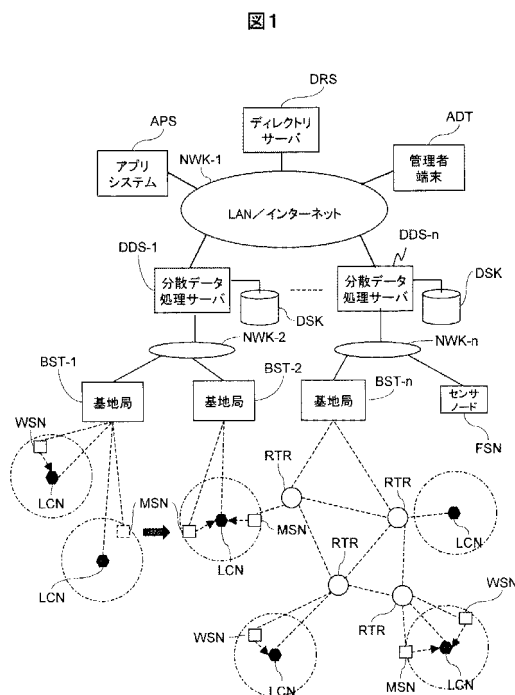 図1
DRS
ディレクトリ
サーバ
APS
アプリ
システム
NWK-1
ADT
管理者
端末
LAN／インターネット
DDS-1
分散データ
処理サーバ
DSK
DDS-n
分散データ
処理サーバ
DSK
NWK-2
NWK-n
BST-1
基地局
BST-2
基地局
基地局
BST-n
センサ
ノード
FSN
WSN
LCN
MSN
LCN
LCN
MSN
RTR
RTR
LCN
RTR
RTR
WSN
WSN
LCN
MSN
LCN